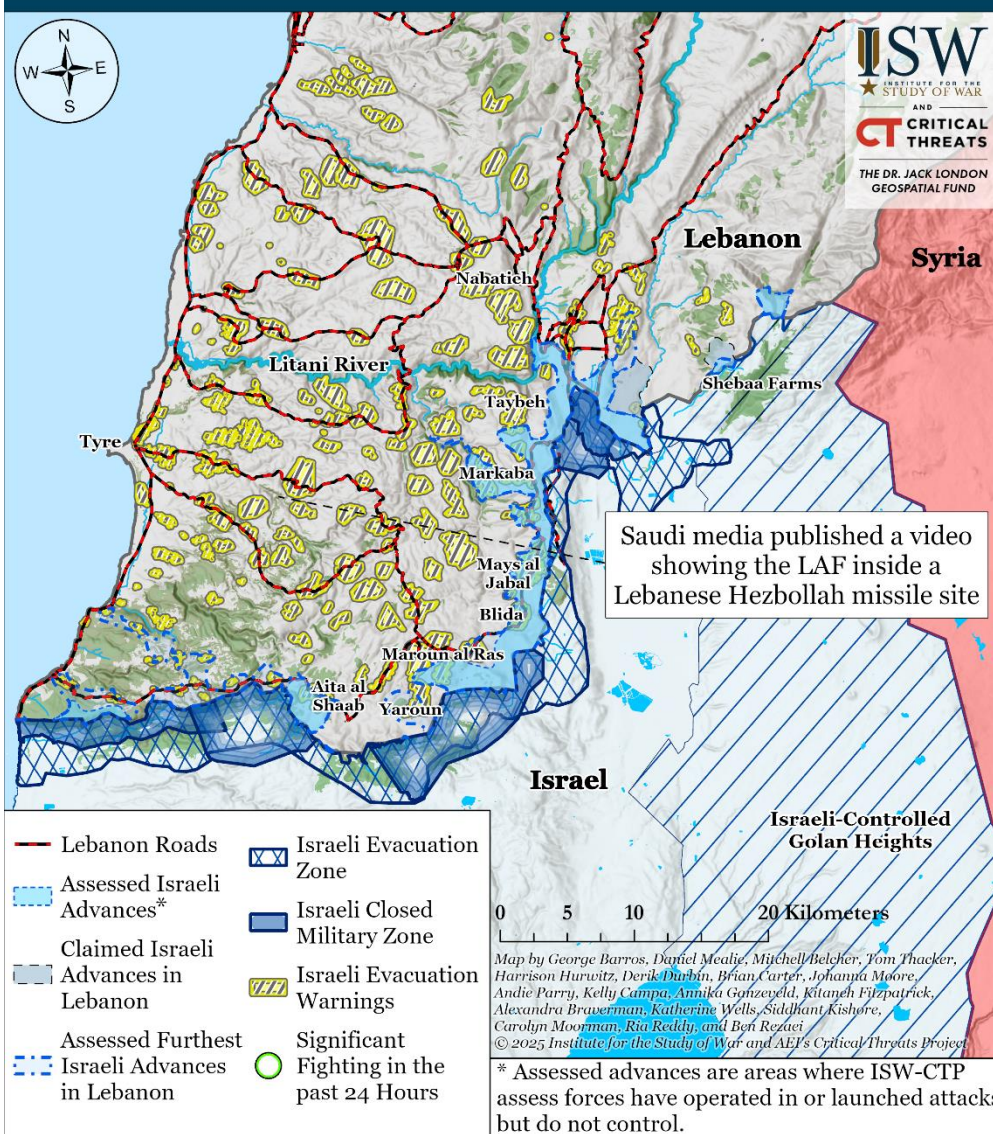 N
W
E
S
ISW
INSTITUTE FOR THE
STUDY OF WAR
AND
CT CRITICAL
THREATS
THE DR. JACK LONDON
GEOSPATIAL FUND
Lebanon
Syria
Nabatieh
Litani River
Shebaa Farms
Taybeh
Tyre
Markaba
Saudi media published a video
showing the LAF inside a
Lebanese Hezbollah missile site
Mays al
Jabal
Blida
Maroun al Ras
Aita al
Shaab
Yaroun
Israel
Israeli-Controlled
Golan Heights
Lebanon Roads
Assessed Israeli
Advances*
Claimed Israeli
Advances in
Lebanon
Assessed Furthest
Israeli Advances
in Lebanon
Israeli Evacuation
Zone
Israeli Closed
Military Zone
Israeli Evacuation
Warnings
Significant
Fighting in the
past 24 Hours
0 5 10 20 Kilometers
Map by George Barros, Daniel Mealie, Mitchell Belcher, Tom Thacker,
Harrison Hurwitz, Derik Durbin, Brian Carter, Johanna Moore,
Andie Parry, Kelly Campa, Annika Ganzeveld, Kitaneh Fitzpatrick,
Alexandra Braverman, Katherine Wells, Siddhant Kishore,
Carolyn Moorman, Ria Reddy, and Ben Rezaei
© 2025 Institute for the Study of War and AEI's Critical Threats Project
* Assessed advances are areas where ISW-CTP
assess forces have operated in or launched attacks
but do not control.